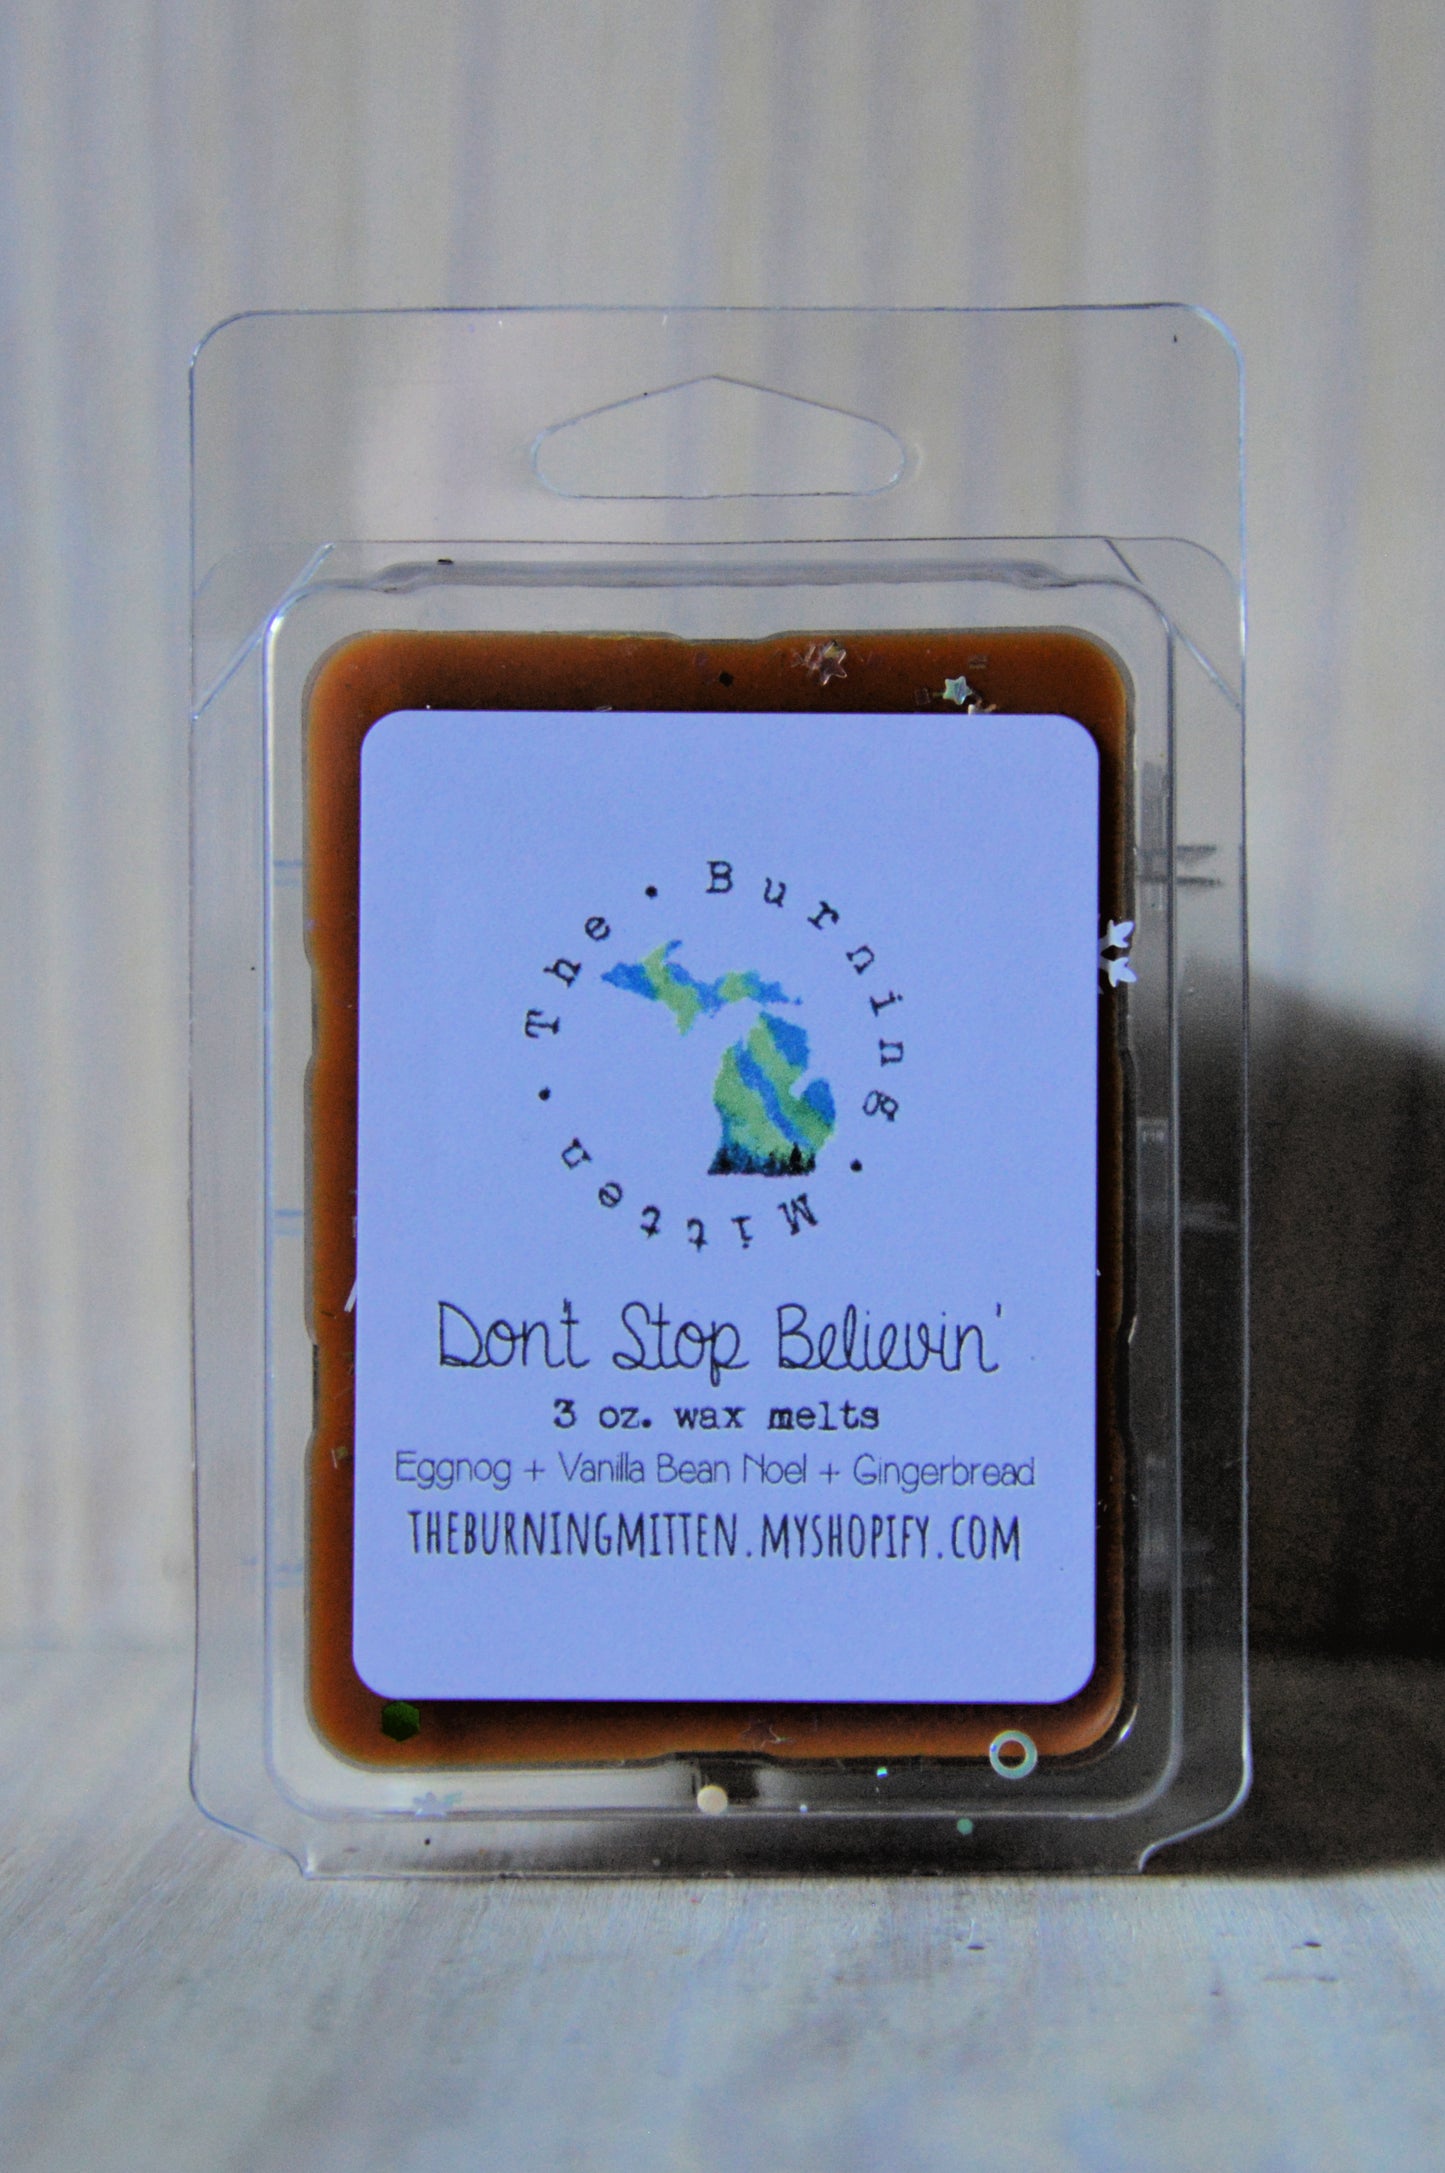 • The • Burning • Mitten
Don't Stop Believin'
3 oz. wax melts
Eggnog + Vanilla Bean Noel + Gingerbread
THEBURNINGMITTEN.MYSHOPIFY.COM